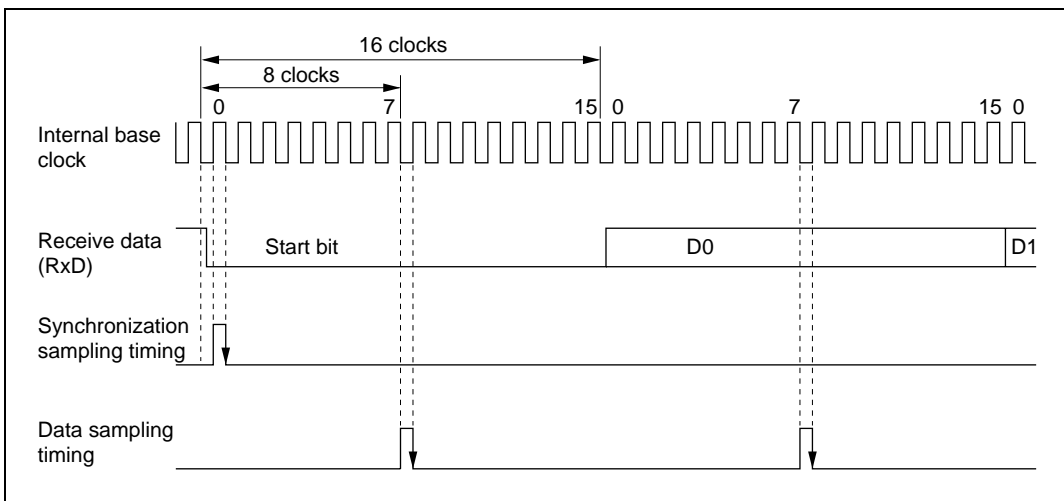 16 clocks
8 clocks
0 7 15 0 7 15 0
Internal base
clock
Receive data
(RxD)
Start bit D0 D1
Synchronization
sampling timing
Data sampling
timing